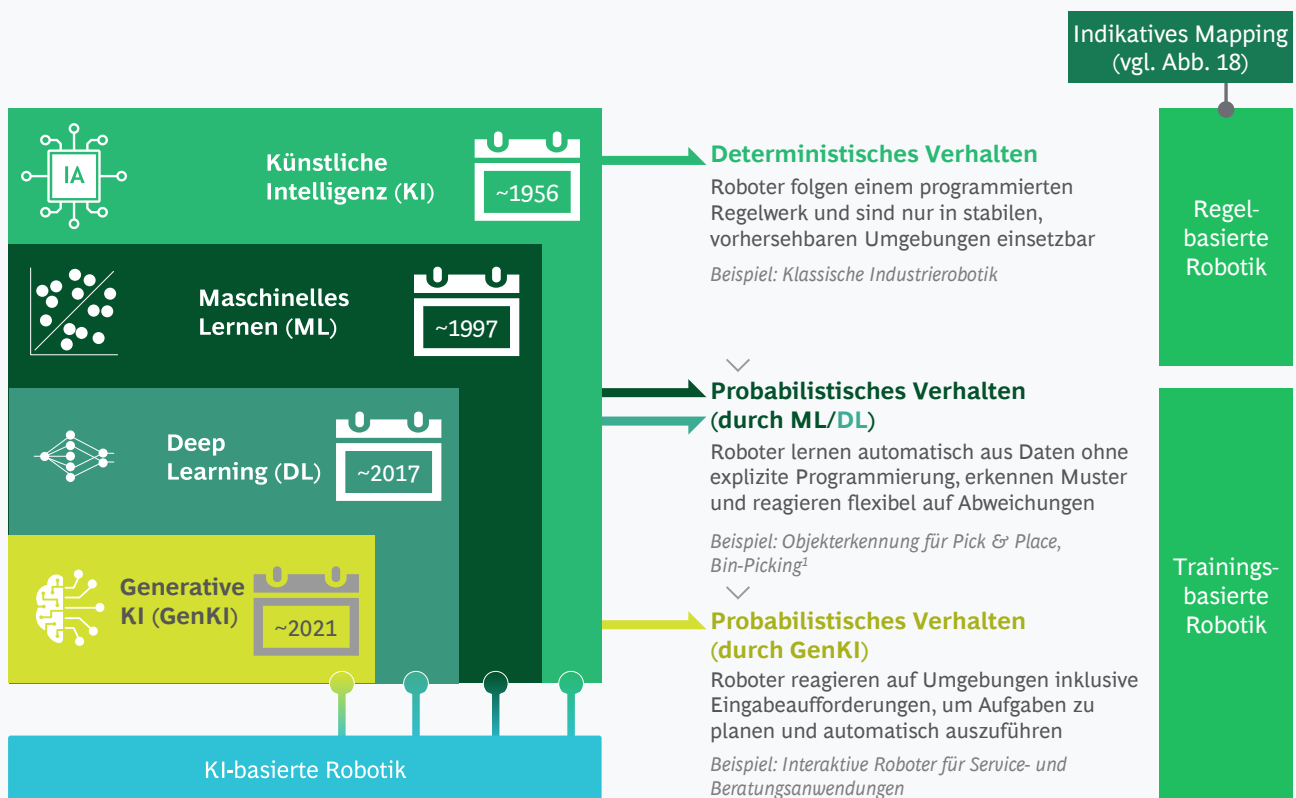 Indikatives Mapping
(vgl. Abb. 18)
IA
Künstliche
Intelligenz (KI)
~1956
Deterministisches Verhalten
Roboter folgen einem programmierten
Regelwerk und sind nur in stabilen,
vorhersehbaren Umgebungen einsetzbar
Beispiel: Klassische Industrierobotik
Regel-
basierte
Robotik
Maschinelles
Lernen (ML)
~1997
Probabilistisches Verhalten
(durch ML/DL)
Roboter lernen automatisch aus Daten ohne
explizite Programmierung, erkennen Muster
und reagieren flexibel auf Abweichungen
Beispiel: Objekterkennung für Pick & Place,
Bin-Picking¹
Deep
Learning (DL)
~2017
Trainings-
basierte
Robotik
Generative
KI (GenKI)
~2021
Probabilistisches Verhalten
(durch GenKI)
Roboter reagieren auf Umgebungen inklusive
Eingabeaufforderungen, um Aufgaben zu
planen und automatisch auszuführen
Beispiel: Interaktive Roboter für Service- und
Beratungsanwendungen
KI-basierte Robotik